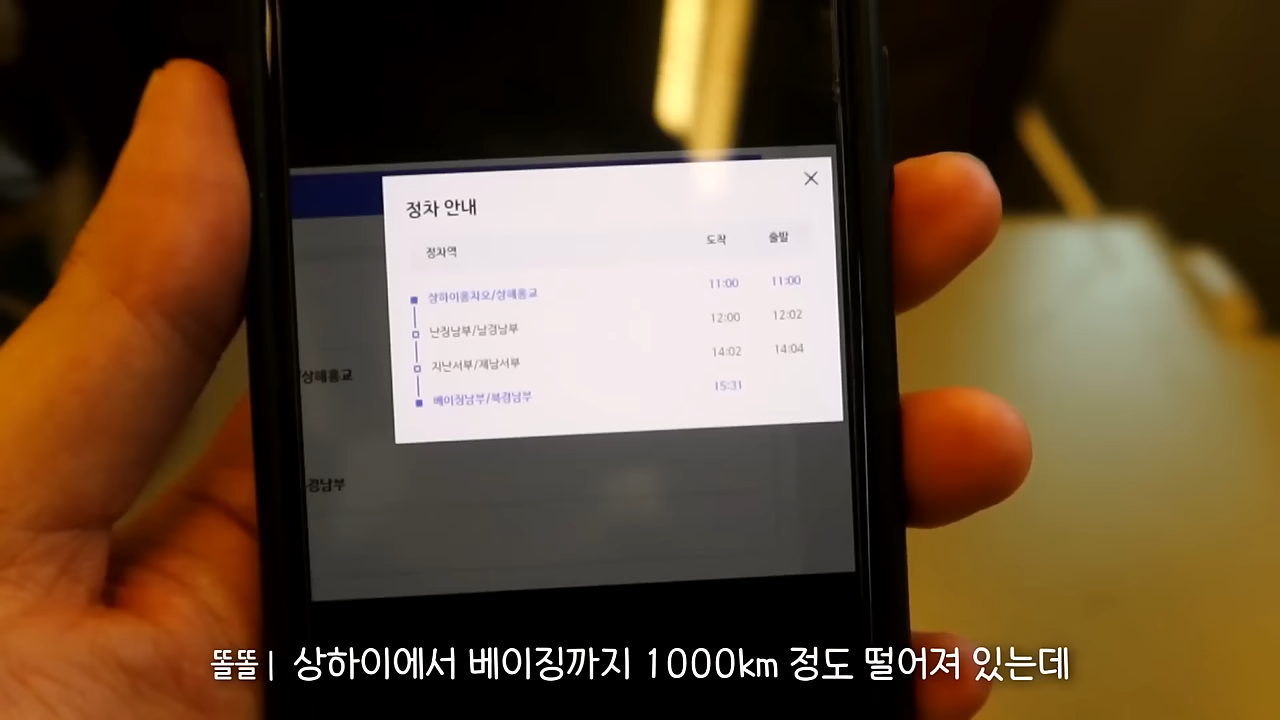 정차 안내
정차역 도착 출발
상하이홍차오/상해홍교 11:00 11:00
난징남부/남경남부 12:00 12:02
지난서부/제남서부 14:02 14:04
베이징남부/북경남부 15:31
/상해홍교
경남부
똘똘 | 상하이에서 베이징까지 1000km 정도 떨어져 있는데